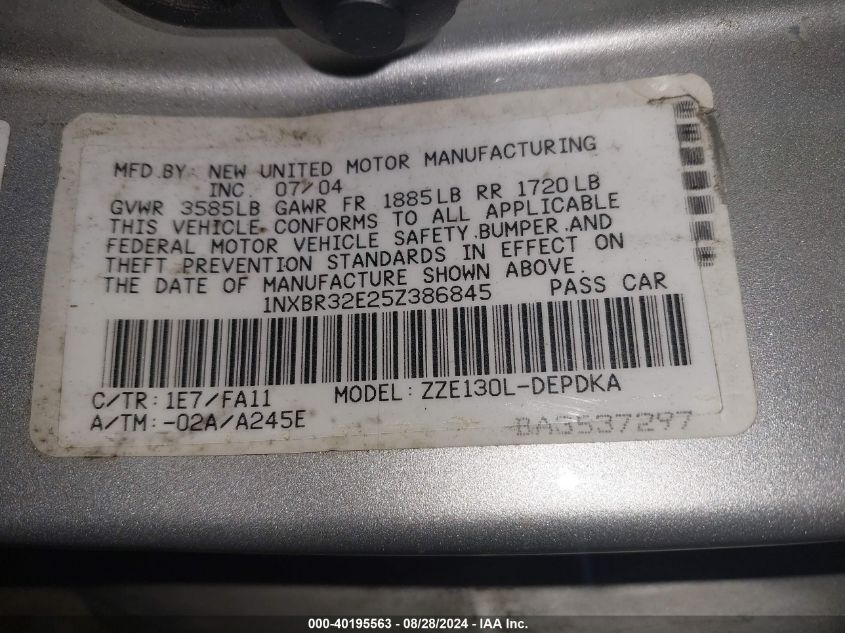 MFD.BY: NEW UNITED MOTOR MANUFACTURING
INC. 07/04
GVWR 3585LB GAWR FR 1885LB RR 1720LB
THIS VEHICLE CONFORMS TO ALL APPLICABLE
FEDERAL MOTOR VEHICLE SAFETY,BUMPER,AND
THEFT PREVENTION STANDARDS IN EFFECT ON
THE DATE OF MANUFACTURE SHOWN ABOVE.
1NXBR32E25Z386845 PASS CAR
C/TR: 1E7/FA11 MODEL: ZZE130L-DEPDKA
A/TM: -02A/A245E BA3537297
000-40195563 - 08/28/2024 - IAA Inc.